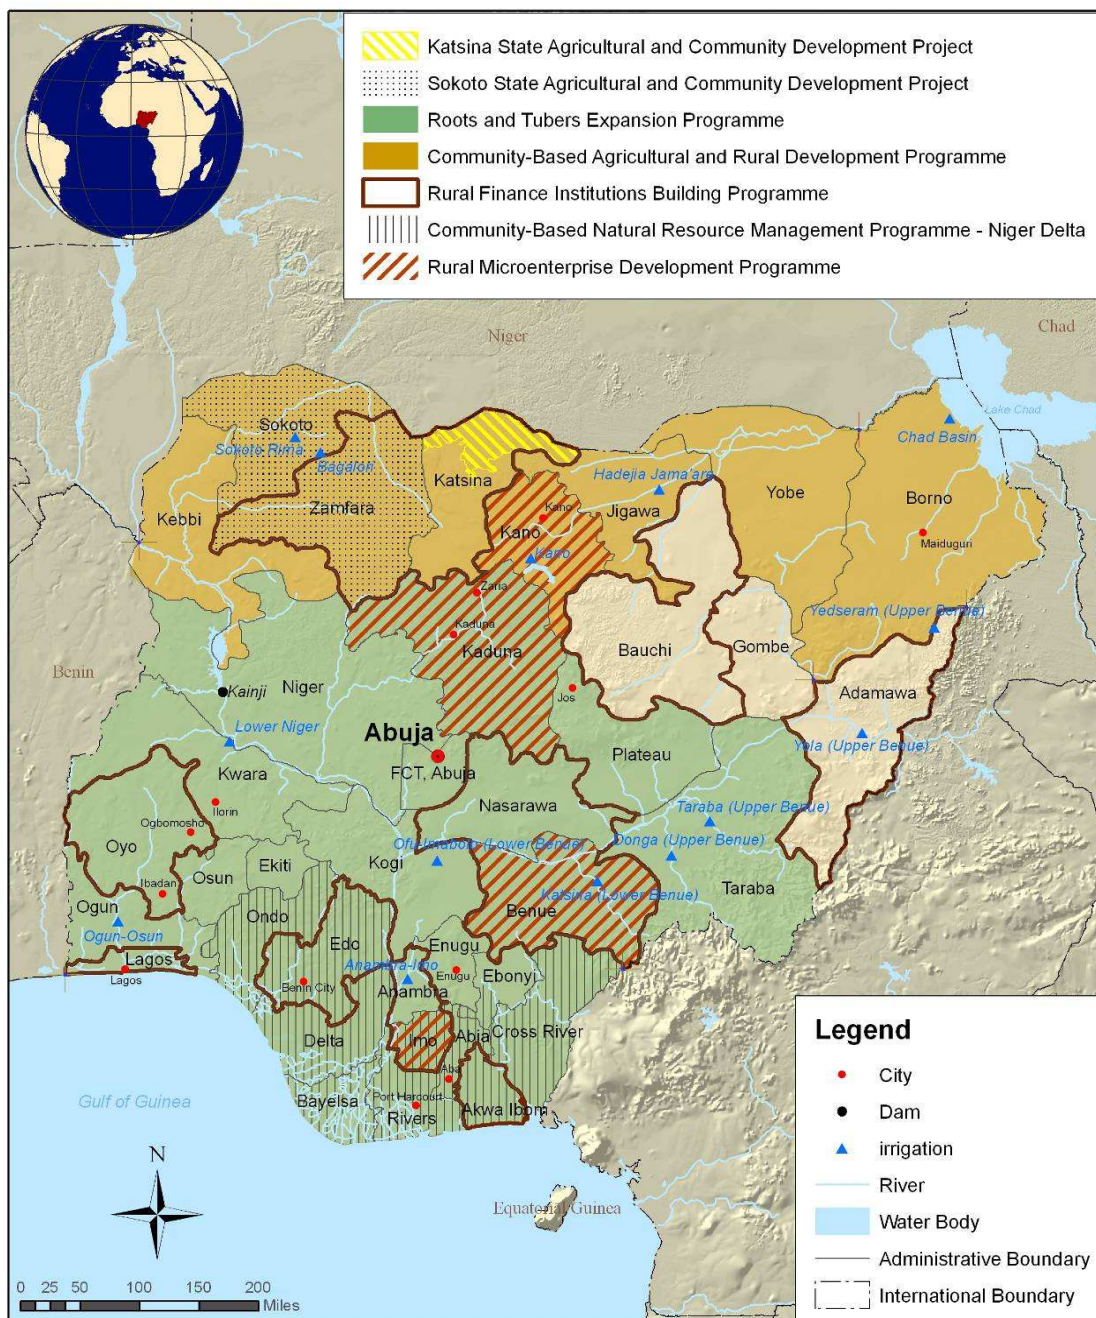 Katsina State Agricultural and Community Development Project
Sokoto State Agricultural and Community Development Project
Roots and Tubers Expansion Programme
Community-Based Agricultural and Rural Development Programme
Rural Finance Institutions Building Programme
Community-Based Natural Resource Management Programme - Niger Delta
Rural Microenterprise Development Programme
Niger
Chad
Lake Chad
Sokoto
Sokoto Rima
Bagalon
Chad Basin
Katsina
Hadejia Jama'are
Yobe
Borno
Kebbi
Zamfara
Kano
Kano
Kano
Jigawa
Maiduguri
Zaria
Yedseram (Upper Benue)
Kaduna
Kaduna
Bauchi
Gombe
Benin
Niger
Kainji
Jos
Adamawa
Lower Niger
Abuja
FCT, Abuja
Plateau
Yola (Upper Benue)
Kwara
Ilorin
Nasarawa
Taraba (Upper Benue)
Ogbomosho
Oyo
Ekiti
Kogi
Donga (Upper Benue)
Osun
Taraba
Ibadan
Katsina (Lower Benue)
Ogun
Ondo
Benue
Ogun-Osun
Edo
Enugu
Lagos
Lagos
Anambra-Imo
Enugu
Ebonyi
Benin City
Anambra
Delta
Imo
Abia
Cross River
Aba
Gulf of Guinea
Bayelsa
Port Harcourt
Rivers
Akwa Ibom
N
Equatorial Guinea
0 25 50 100 150 200
Miles
Legend
City
Dam
irrigation
River
Water Body
Administrative Boundary
International Boundary